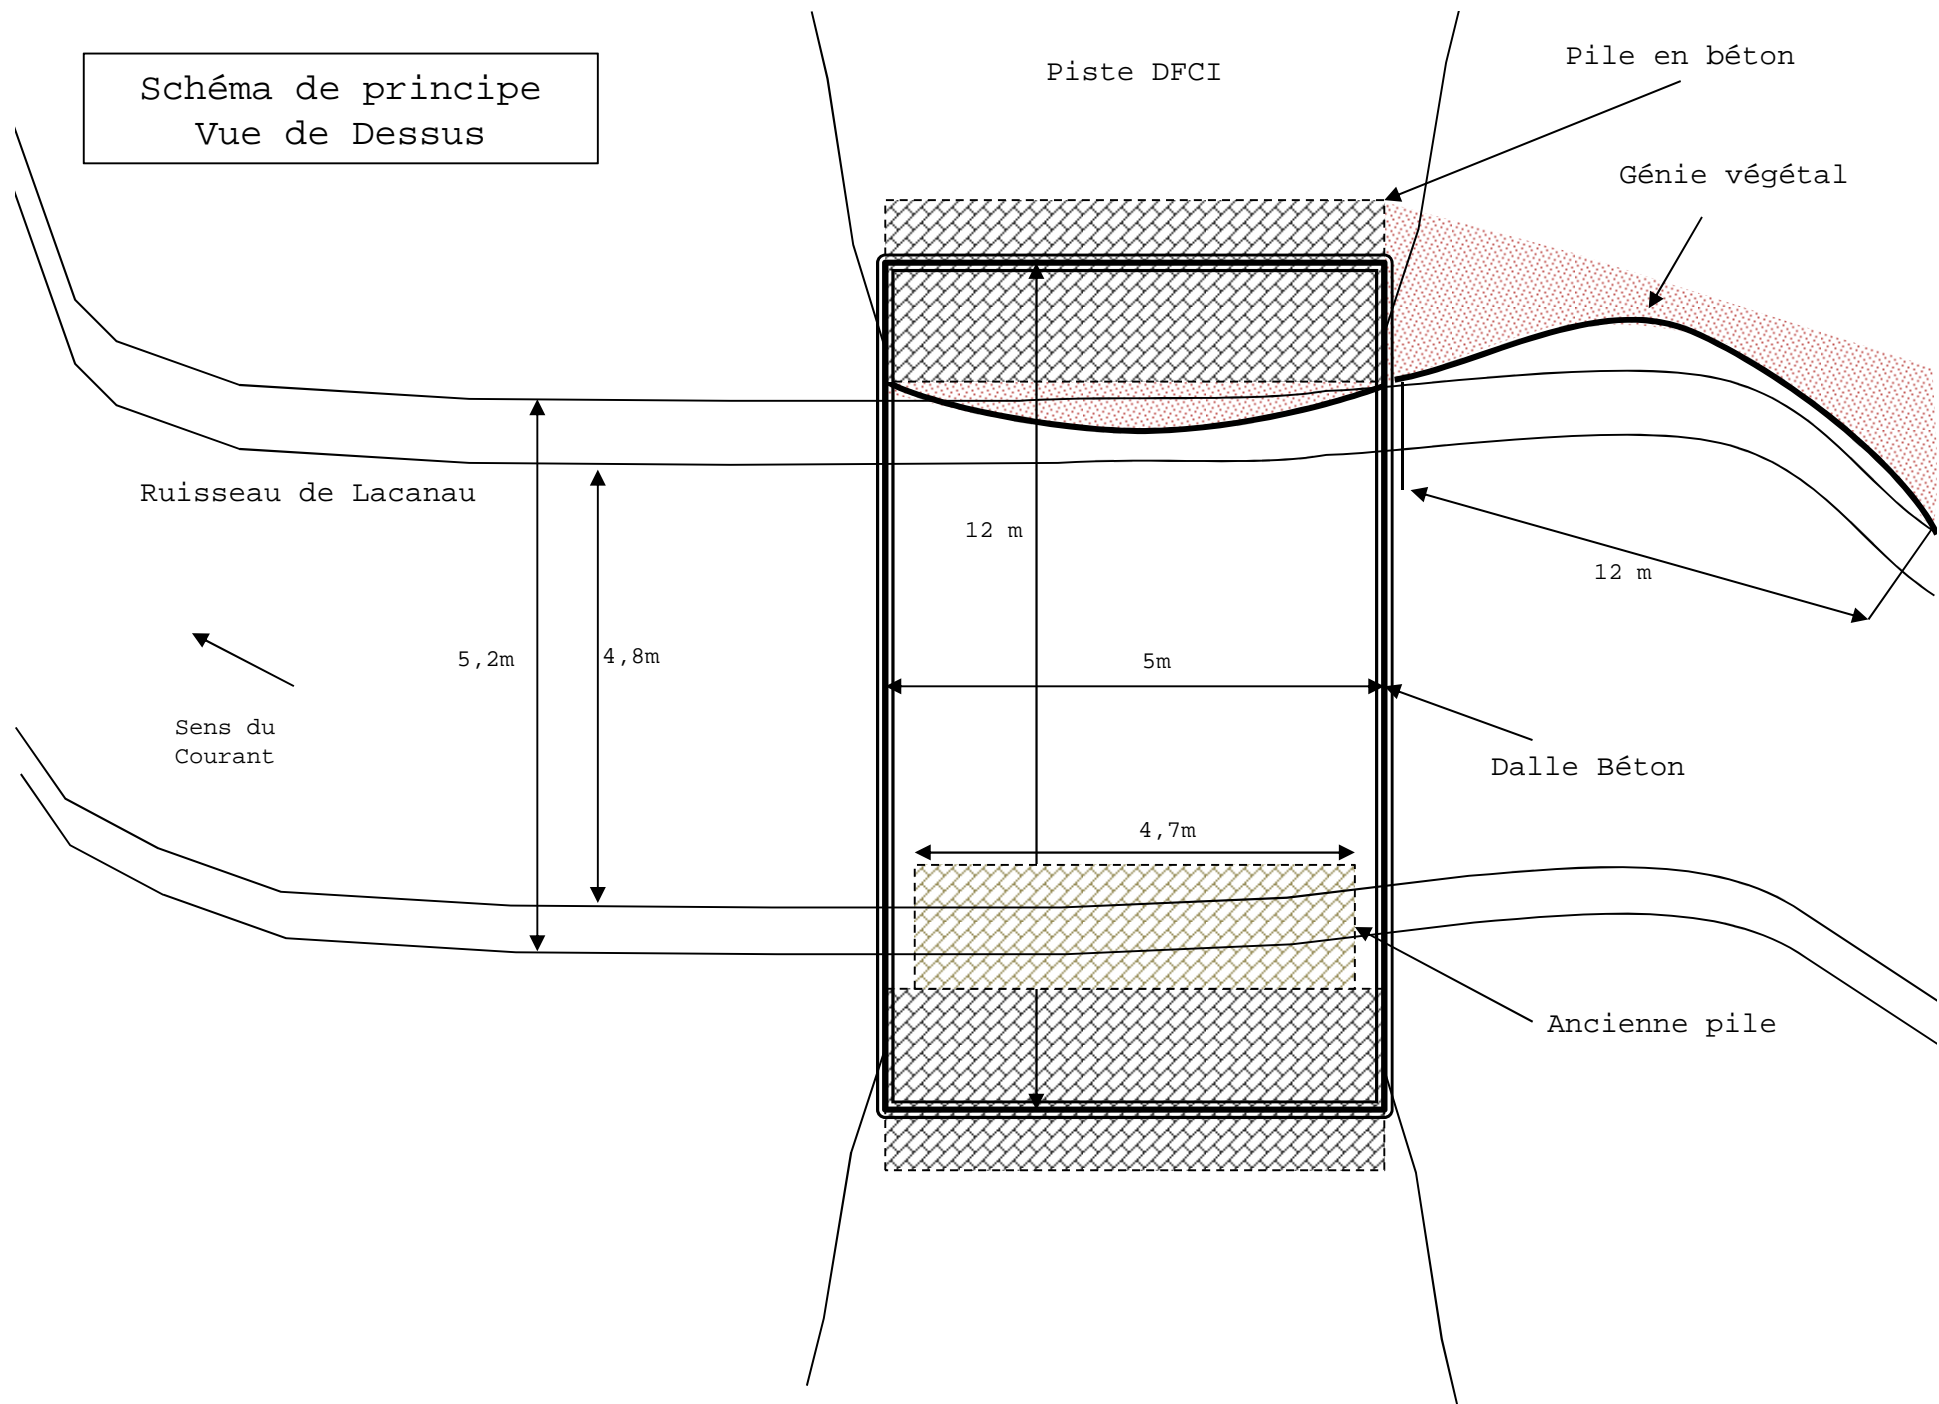 Schéma de principe
Vue de Dessus
Piste DFCI
Pile en béton
Génie végétal
Ruisseau de Lacanau
12 m
12 m
5,2m
4,8m
5m
Sens du
Courant
Dalle Béton
4,7m
Ancienne pile